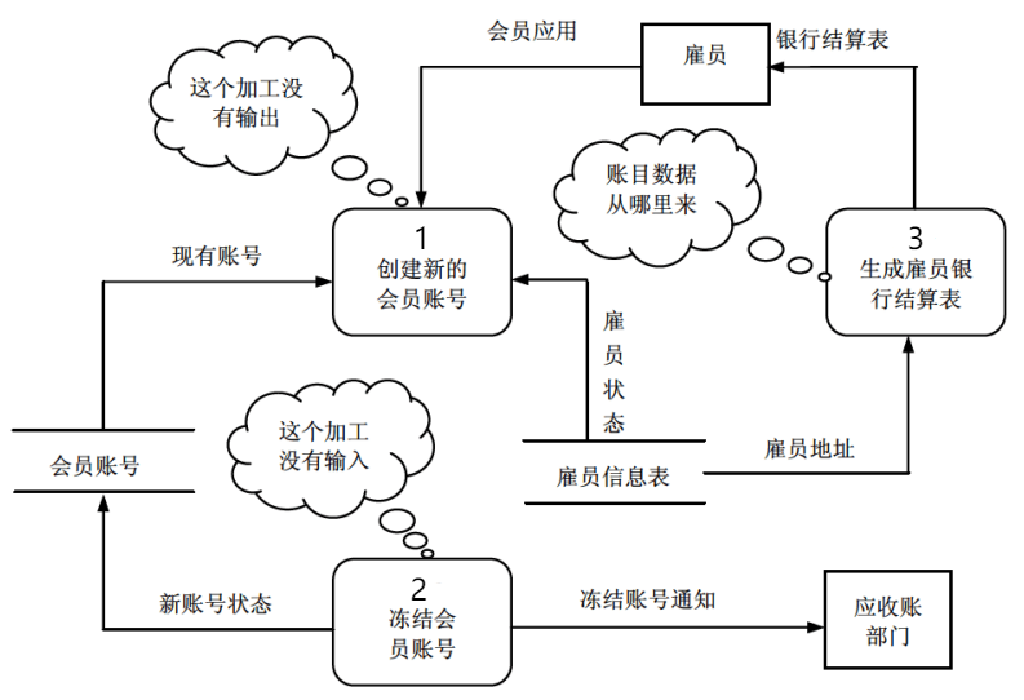 会员应用
雇员
银行结算表
这个加工没
有输出
账目数据
从哪里来
1
创建新的
会员账号
3
生成雇员银
行结算表
现有账号
雇
员
状
态
这个加工
没有输入
会员账号
雇员信息表
雇员地址
2
冻结会
员账号
新账号状态
冻结账号通知
应收账
部门